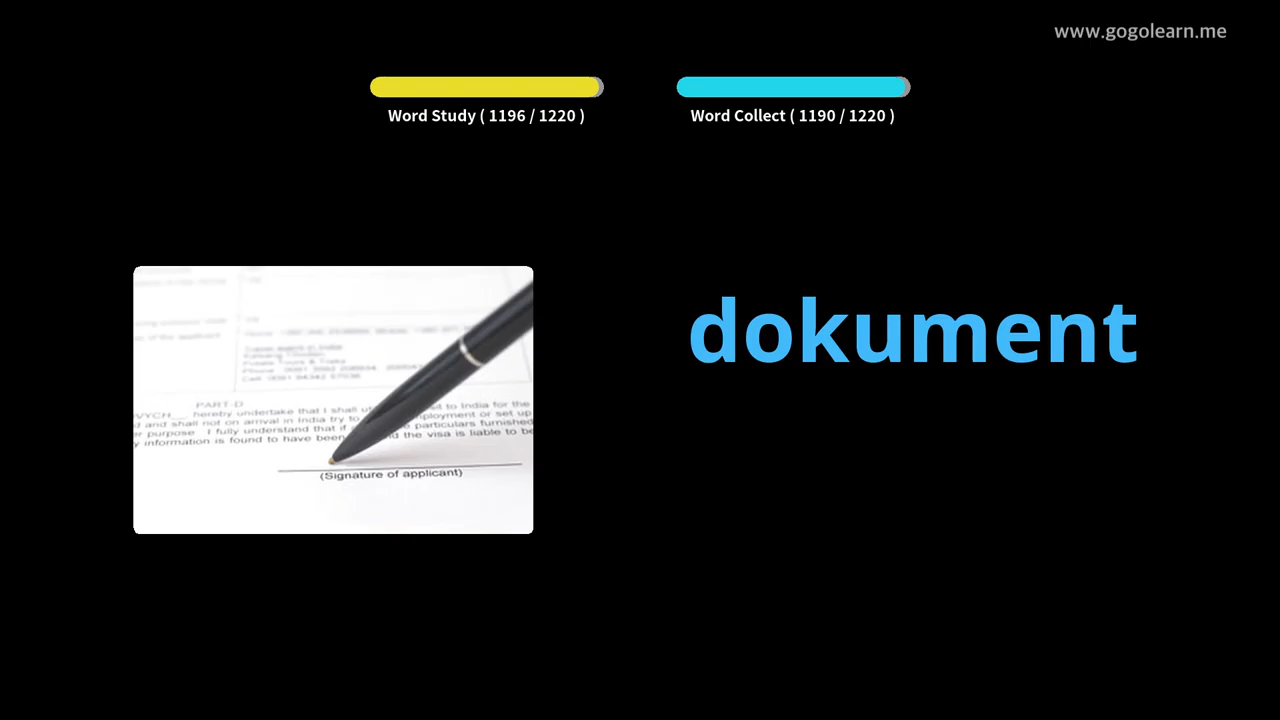 www.gogolearn.me
Word Study ( 1196 / 1220 )
Word Collect ( 1190 / 1220 )
dokument
PART-D
hereby undertake that I shall to India for the
and shall not on arrival in India try to employment or set up
purpose I fully understand that if particulars furnished
information is found to have been the visa is liable to be
(Signature of applicant)